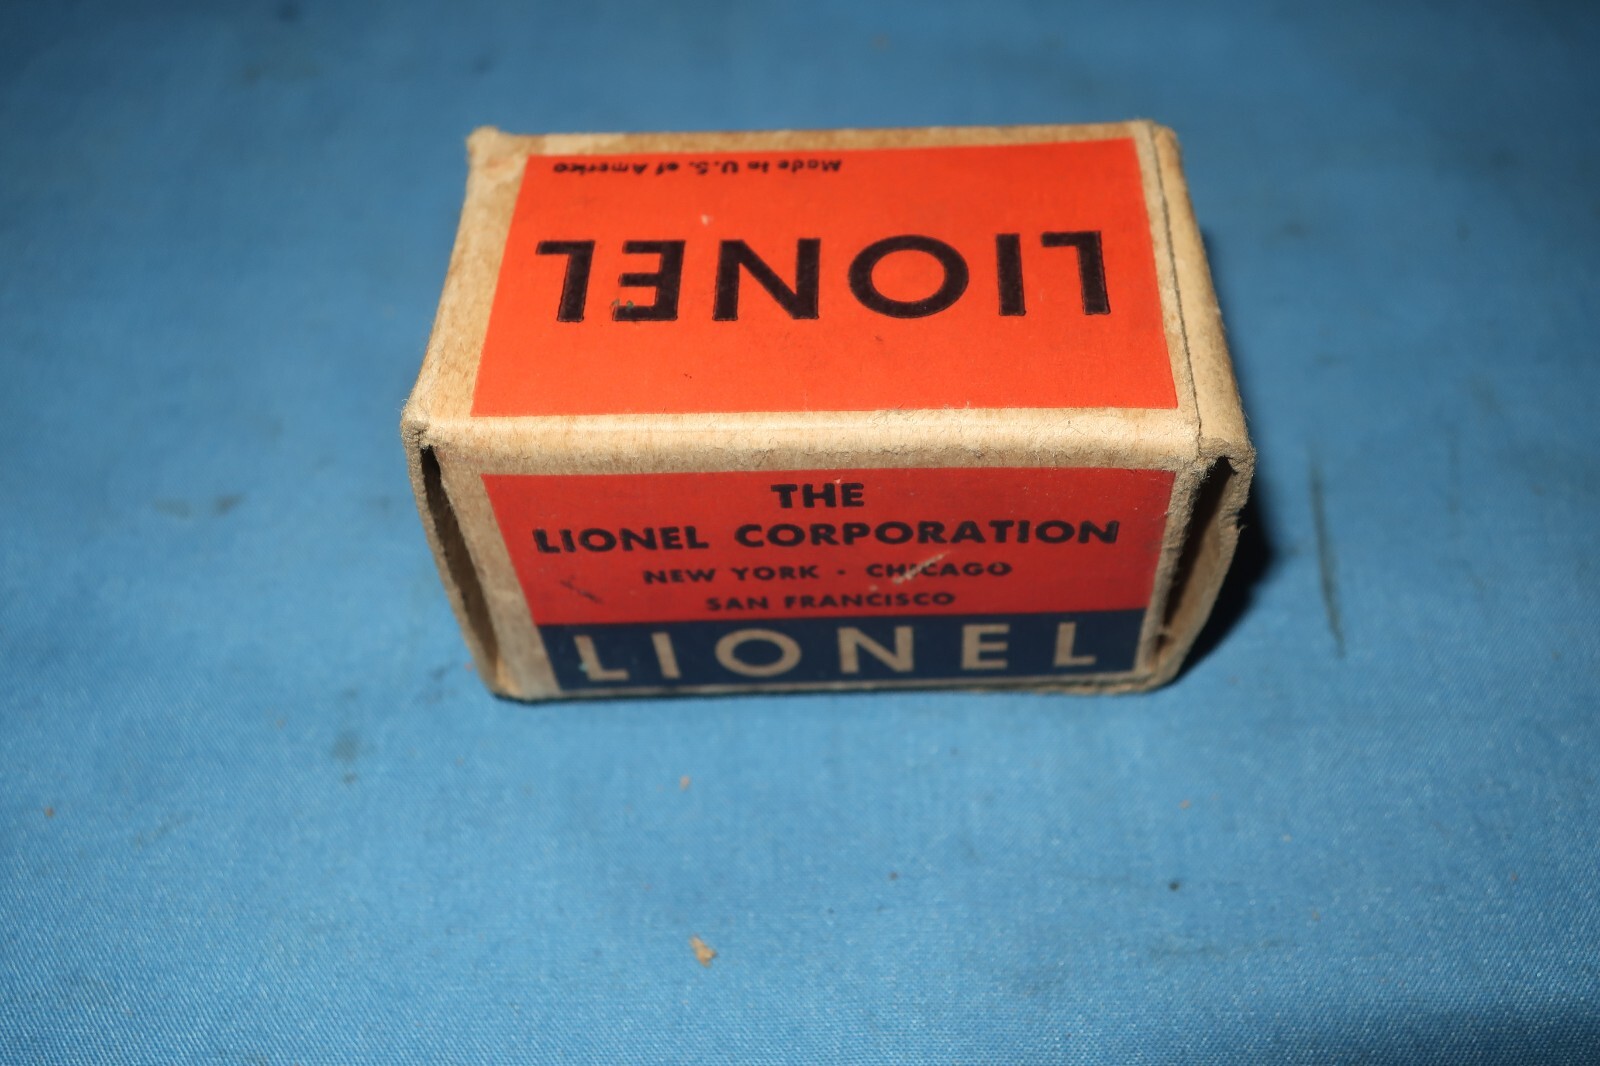 Made in U.S. of America
LIONEL
THE
LIONEL CORPORATION
NEW YORK · CHICAGO
SAN FRANCISCO
LIONEL